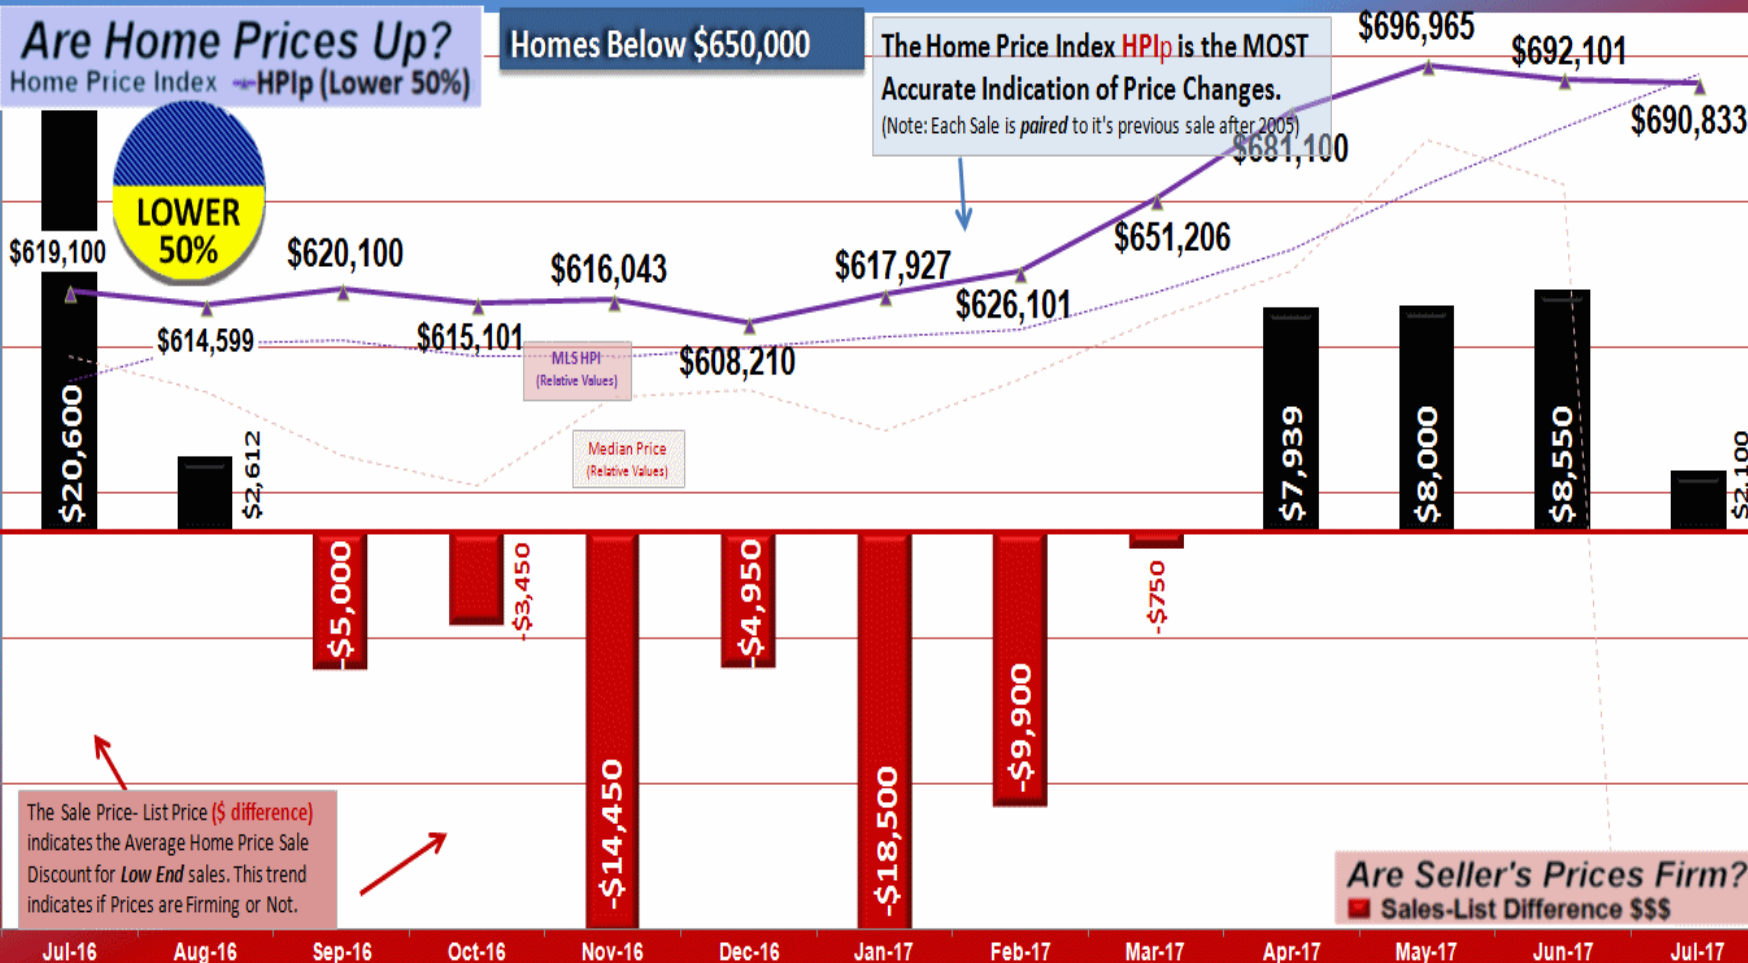 Are Home Prices Up?
Home Price Index HPIp (Lower 50%)
Homes Below $650,000
The Home Price Index HPIp is the MOST
Accurate Indication of Price Changes.
(Note: Each Sale is paired to it's previous sale after 2005)
LOWER
50%
$619,100
$614,599
$620,100
$615,101
$616,043
$608,210
$617,927
$626,101
$651,206
$681,100
$696,965
$692,101
$690,833
MLS HPI
(Relative Values)
Median Price
(Relative Values)
$20,600
$2,612
-$5,000
-$3,450
-$14,450
-$4,950
-$18,500
-$9,900
-$750
$7,939
$8,000
$8,550
$2,100
The Sale Price- List Price ($ difference)
indicates the Average Home Price Sale
Discount for Low End sales. This trend
indicates if Prices are Firming or Not.
Are Seller's Prices Firm?
Sales-List Difference $$$
Jul-16 Aug-16 Sep-16 Oct-16 Nov-16 Dec-16 Jan-17 Feb-17 Mar-17 Apr-17 May-17 Jun-17 Jul-17